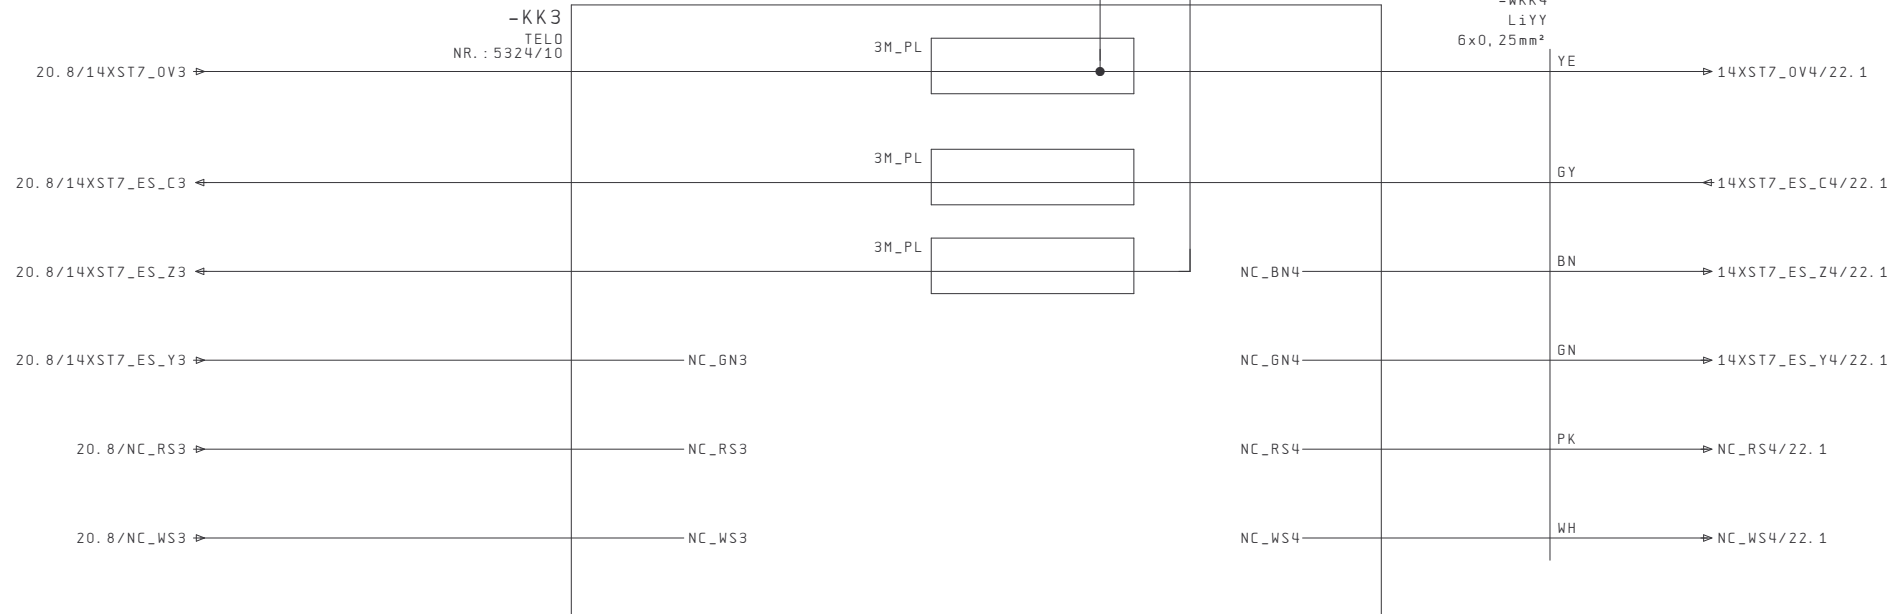 -KK3
TELO
NR.:5324/10
-WKK4
LiYY
6x0,25mm²
3M_PL
20.8/14XST7_0V3
YE
14XST7_0V4/22.1
3M_PL
20.8/14XST7_ES_C3
GY
14XST7_ES_C4/22.1
3M_PL
20.8/14XST7_ES_Z3
NC_BN4
BN
14XST7_ES_Z4/22.1
20.8/14XST7_ES_Y3
NC_GN3
NC_GN4
GN
14XST7_ES_Y4/22.1
20.8/NC_RS3
NC_RS3
NC_RS4
PK
NC_RS4/22.1
20.8/NC_WS3
NC_WS3
NC_WS4
WH
NC_WS4/22.1